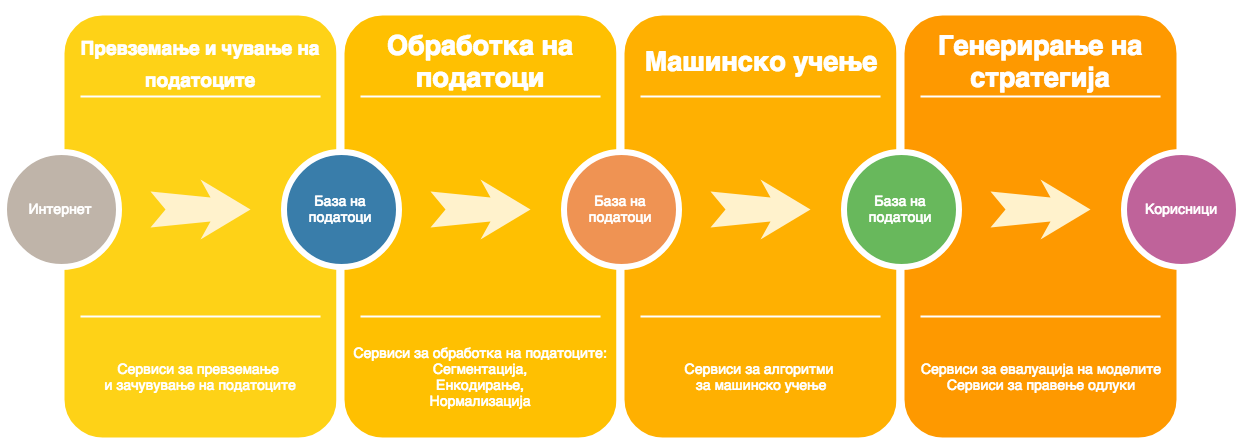 Превземање и чување на
податоците
Обработка на
податоци
Машинско учење
Генерирање на
стратегија
Интернет
База на
податоци
База на
податоци
База на
податоци
Корисници
Сервиси за превземање
и зачувување на податоците
Сервиси за обработка на податоците:
Сегментација,
Енкодирање,
Нормализација
Сервиси за алгоритми
за машинско учење
Сервиси за евалуација на моделите
Сервиси за правење одлуки